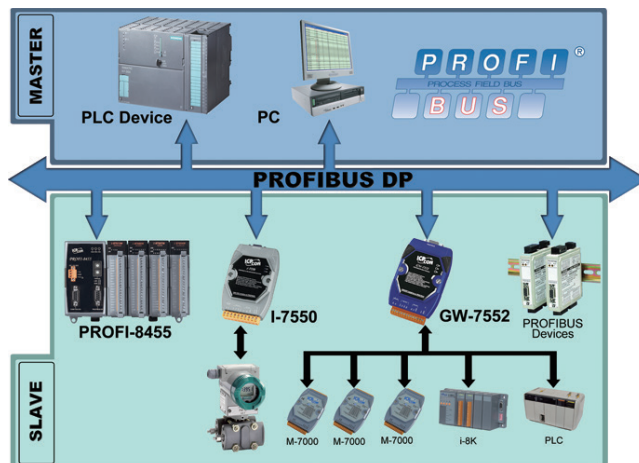 MASTER
PLC Device
PC
PROFI®
PROCESS FIELD BUS
BUS
PROFIBUS DP
SLAVE
PROFI-8455
I-7550
GW-7552
PROFIBUS
Devices
M-7000
M-7000
M-7000
i-8K
PLC